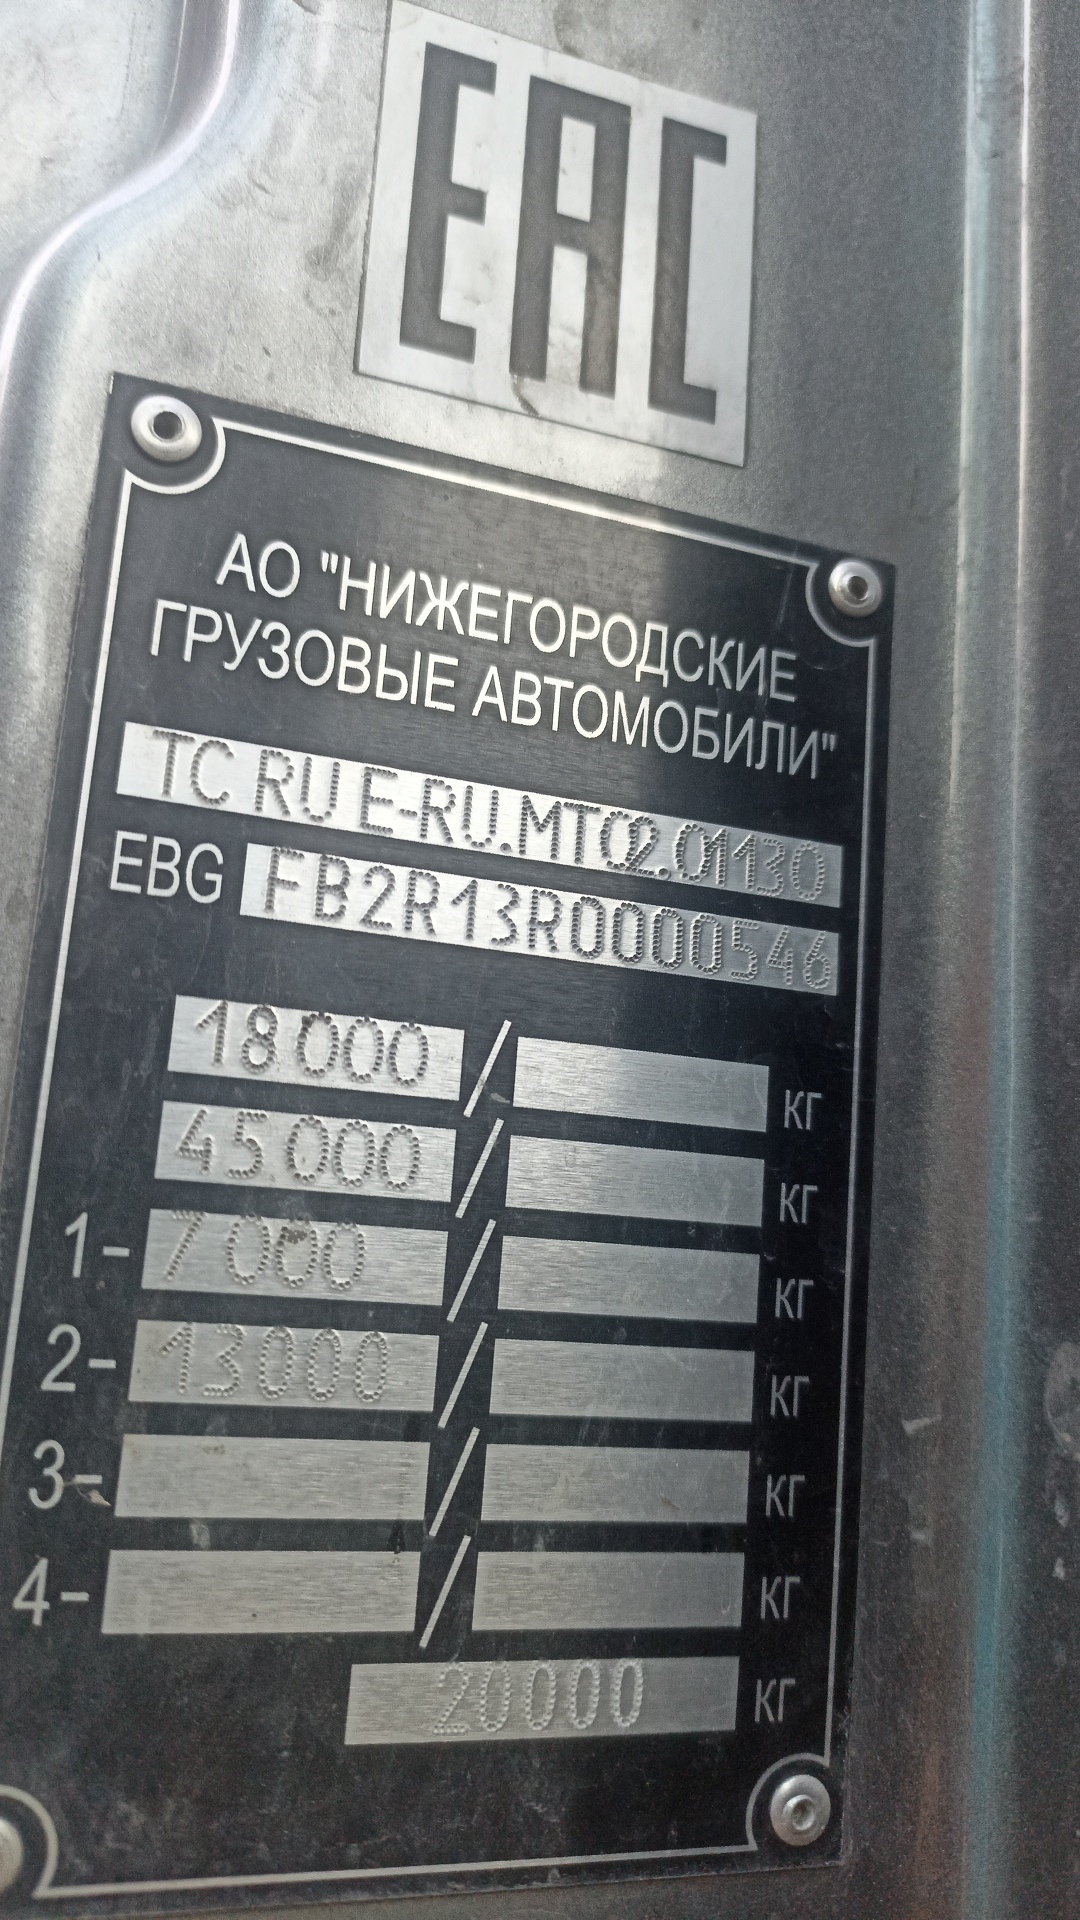 EAC
АО "НИЖЕГОРОДСКИЕ
ГРУЗОВЫЕ АВТОМОБИЛИ"
TC RU E-RU.MT02.01130
EBG FB2R13R0000546
18000 / КГ
45000 / КГ
1- 7000 / КГ
2- 13000 / КГ
3- / КГ
4- / КГ
20000 КГ